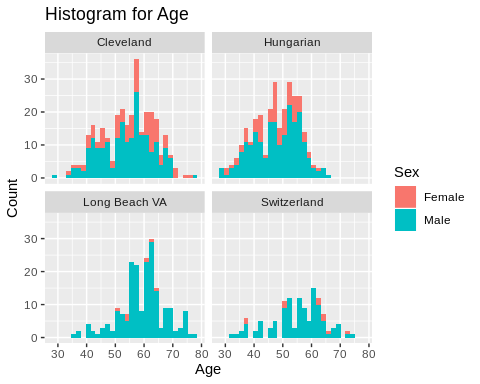 Histogram for Age
Cleveland
Hungarian
30
20
10
0
Long Beach VA
Switzerland
30
20
10
0
30 40 50 60 70 80
30 40 50 60 70 80
Age
Count
Sex
Female
Male